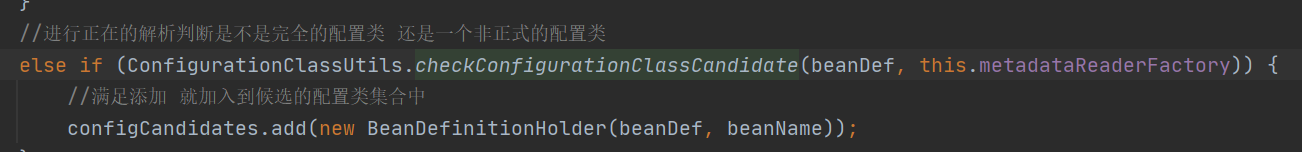 }
//进行正在的解析判断是不是完全的配置类 还是一个非正式的配置类
else if (ConfigurationClassUtils.checkConfigurationClassCandidate(beanDef, this.metadataReaderFactory)) {
//满足添加 就加入到候选的配置类集合中
configCandidates.add(new BeanDefinitionHolder(beanDef, beanName));
}